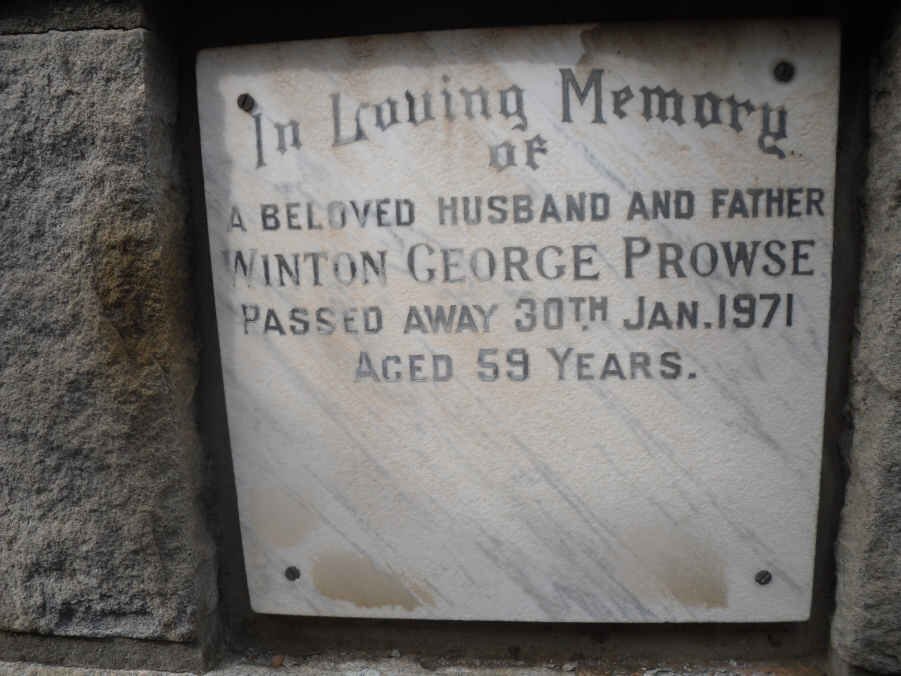 In Loving Memory
of
A BELOVED HUSBAND AND FATHER
WINTON GEORGE PROWSE
PASSED AWAY 30TH JAN. 1971
AGED 59 YEARS.